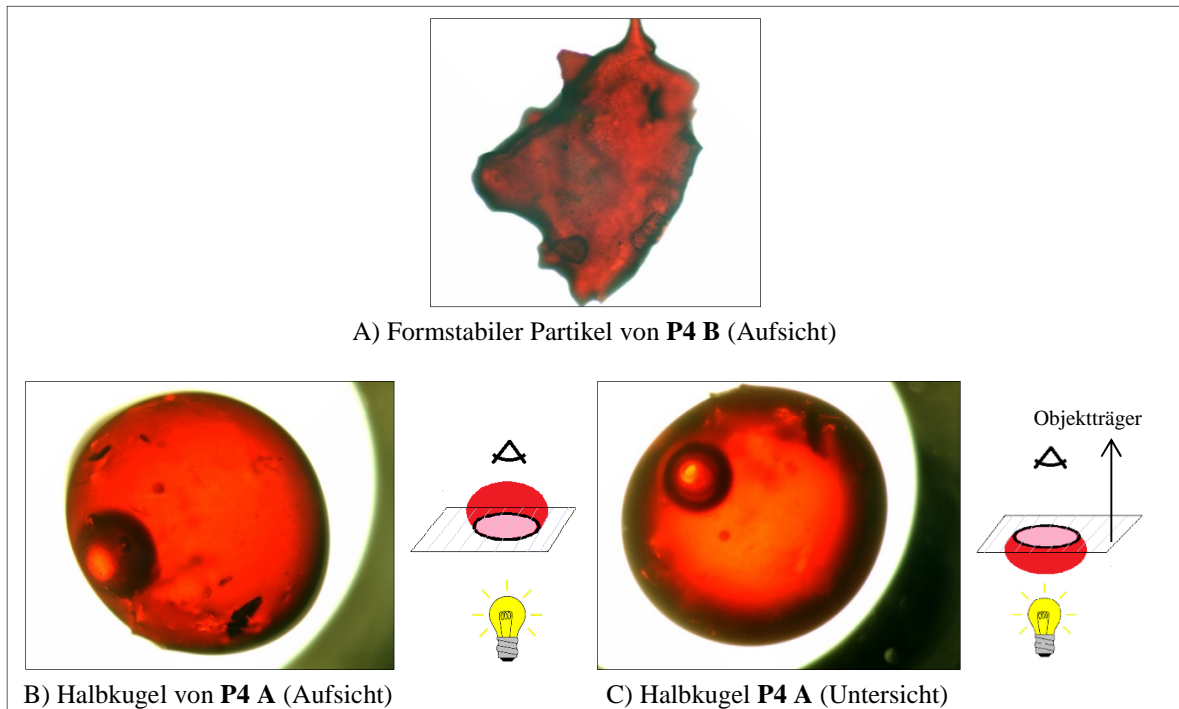 A) Formstabiler Partikel von P4 B (Aufsicht)
Objektträger
B) Halbkugel von P4 A (Aufsicht)
C) Halbkugel P4 A (Untersicht)